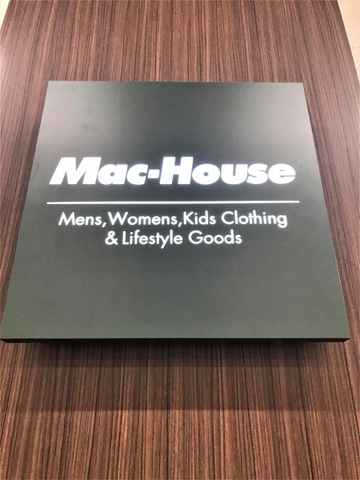 Mac-House
Mens,Womens,Kids Clothing
& Lifestyle Goods